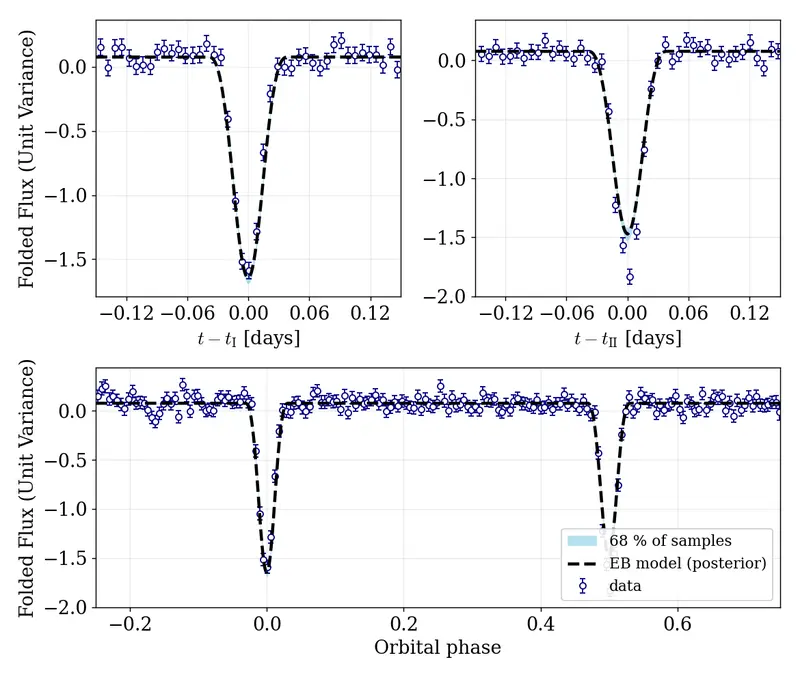 Folded Flux (Unit Variance)
0.0
−0.5
−1.0
−1.5
−0.12 −0.06 0.00 0.06 0.12
t − tI [days]
0.0
−0.5
−1.0
−1.5
−2.0
−0.12 −0.06 0.00 0.06 0.12
t − tII [days]
Folded Flux (Unit Variance)
0.0
−0.5
−1.0
−1.5
−2.0
−0.2 0.0 0.2 0.4 0.6
Orbital phase
68 % of samples
EB model (posterior)
data